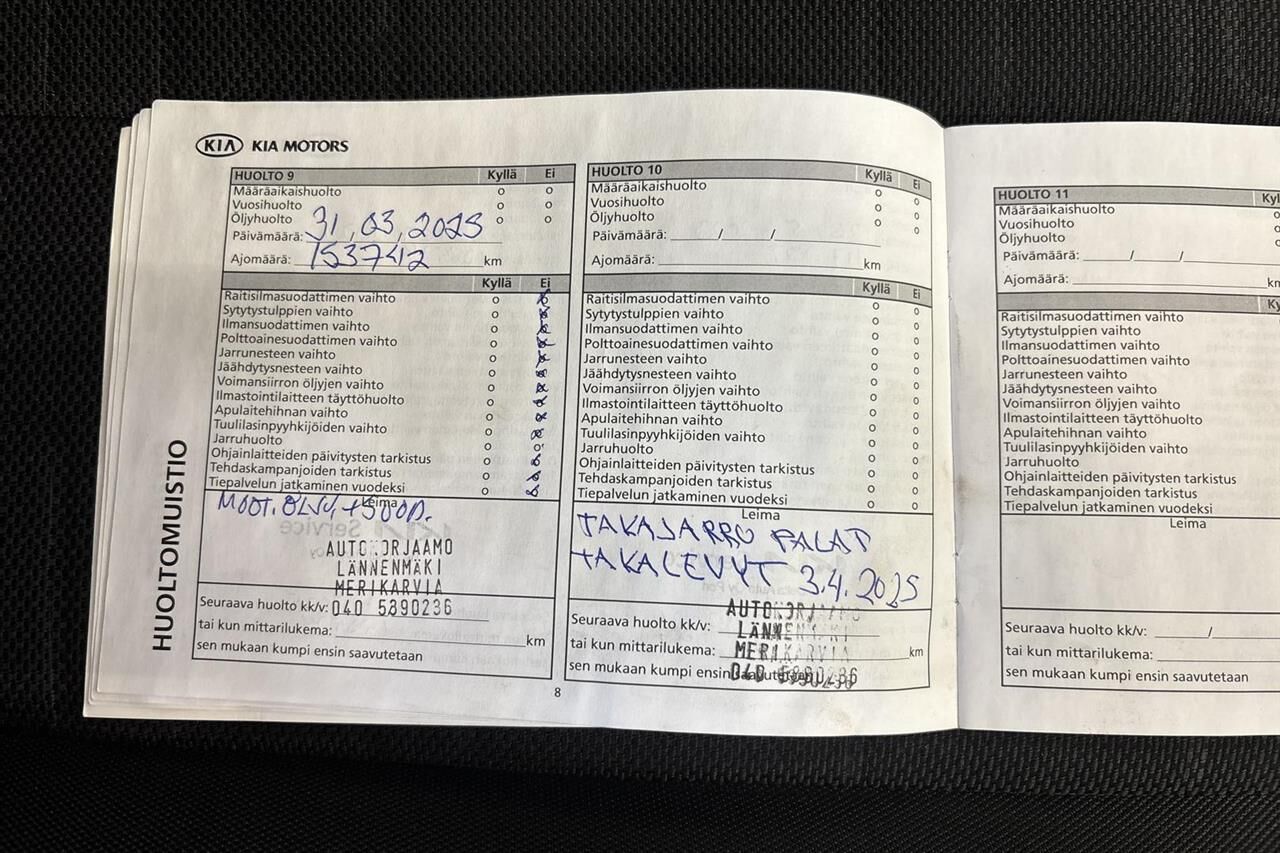 KIA KIA MOTORS
HUOLTOMUISTIO
HUOLTO 9 Kyllä Ei
Määräaikaishuolto o o
Vuosihuolto o o
Öljyhuolto o o
Päivämäärä: 31,03,2025
Ajomäärä: 153742 km
Kyllä Ei
Raitisilmasuodattimen vaihto o
Sytytystulppien vaihto o
Ilmansuodattimen vaihto o
Polttoainesuodattimen vaihto o
Jarrunesteen vaihto o
Jäähdytysnesteen vaihto o
Voimansiirron öljyjen vaihto o
Ilmastointilaitteen täyttöhuolto o
Apulaitehihnan vaihto o
Tuulilasinpyyhkijöiden vaihto o
Jarruhuolto o o
Ohjainlaitteiden päivitysten tarkistus o
Tehdaskampanjoiden tarkistus o
Tiepalvelun jatkaminen vuodeksi o
Leima
MOOT.ÖLJY,+SUOD.
AUTOKORJAAMO
LÄNNENMÄKI
MERIKARVIA
Seuraava huolto kk/v: 040 5890236
tai kun mittarilukema: km
sen mukaan kumpi ensin saavutetaan
HUOLTO 10 Kyllä Ei
Määräaikaishuolto o o
Vuosihuolto o o
Öljyhuolto o o
Päivämäärä: / /
Ajomäärä: km
Kyllä Ei
Raitisilmasuodattimen vaihto o o
Sytytystulppien vaihto o o
Ilmansuodattimen vaihto o o
Polttoainesuodattimen vaihto o o
Jarrunesteen vaihto o o
Jäähdytysnesteen vaihto o o
Voimansiirron öljyjen vaihto o o
Ilmastointilaitteen täyttöhuolto o o
Apulaitehihnan vaihto o o
Tuulilasinpyyhkijöiden vaihto o o
Jarruhuolto o o
Ohjainlaitteiden päivitysten tarkistus o o
Tehdaskampanjoiden tarkistus o o
Tiepalvelun jatkaminen vuodeksi o o
Leima
TAKAJARRU PALAT
TAKALEVYT 3.4.2025
AUTOKORJAAMO
Seuraava huolto kk/v: LÄNNENMÄKI
tai kun mittarilukema: MERIKARVIA km
sen mukaan kumpi ensin saavutetaan 040 5890236
8
HUOLTO 11
Määräaikaishuolto
Vuosihuolto
Öljyhuolto
Päivämäärä: / /
Ajomäärä:
Raitisilmasuodattimen vaihto
Sytytystulppien vaihto
Ilmansuodattimen vaihto
Polttoainesuodattimen vaihto
Jarrunesteen vaihto
Jäähdytysnesteen vaihto
Voimansiirron öljyjen vaihto
Ilmastointilaitteen täyttöhuolto
Apulaitehihnan vaihto
Tuulilasinpyyhkijöiden vaihto
Jarruhuolto
Ohjainlaitteiden päivitysten tarkistus
Tehdaskampanjoiden tarkistus
Tiepalvelun jatkaminen vuodeksi
Leima
Seuraava huolto kk/v: /
tai kun mittarilukema:
sen mukaan kumpi ensin saavutetaan